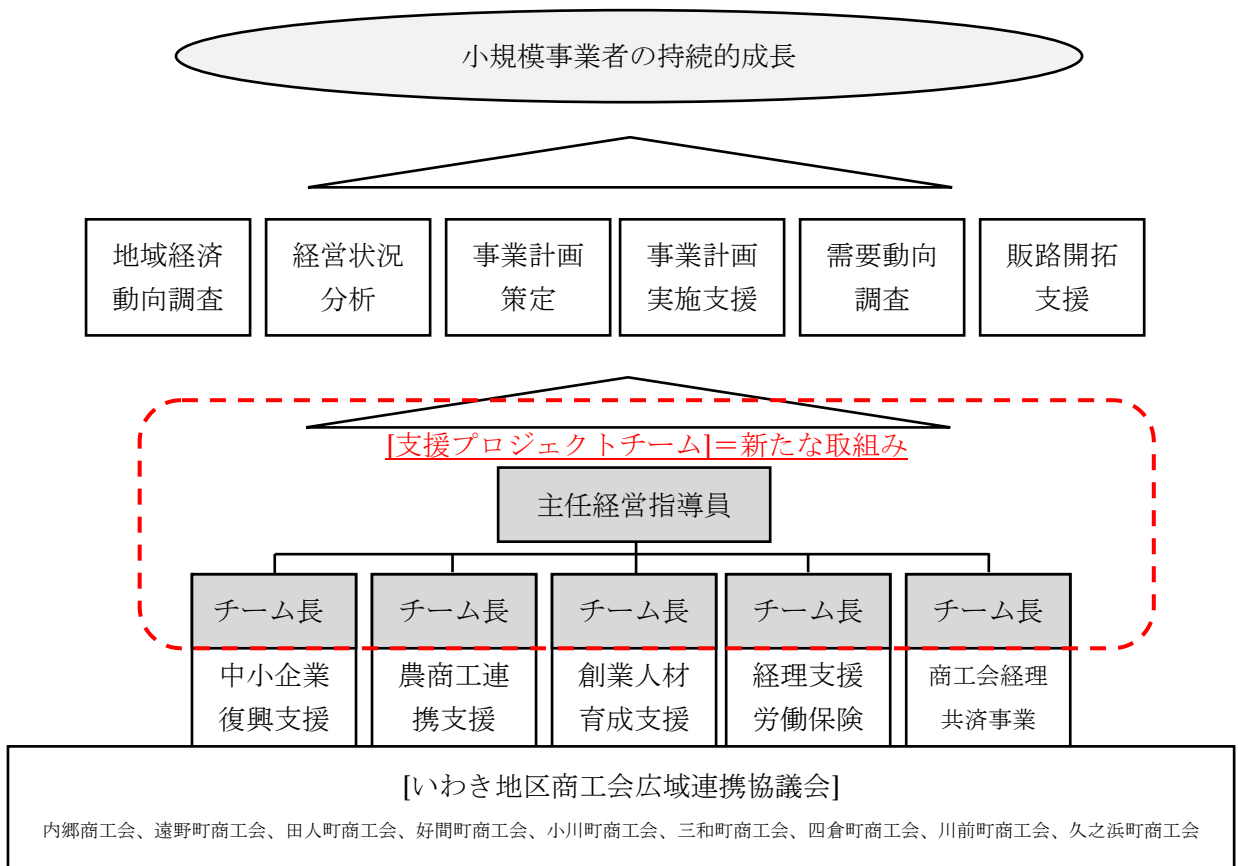 小規模事業者の持続的成長
地域経済
動向調査
経営状況
分析
事業計画
策定
事業計画
実施支援
需要動向
調査
販路開拓
支援
[支援プロジェクトチーム]＝新たな取組み
主任経営指導員
チーム長
チーム長
チーム長
チーム長
チーム長
中小企業
復興支援
農商工連
携支援
創業人材
育成支援
経理支援
労働保険
商工会経理
共済事業
[いわき地区商工会広域連携協議会]
内郷商工会、遠野町商工会、田人町商工会、好間町商工会、小川町商工会、三和町商工会、四倉町商工会、川前町商工会、久之浜町商工会